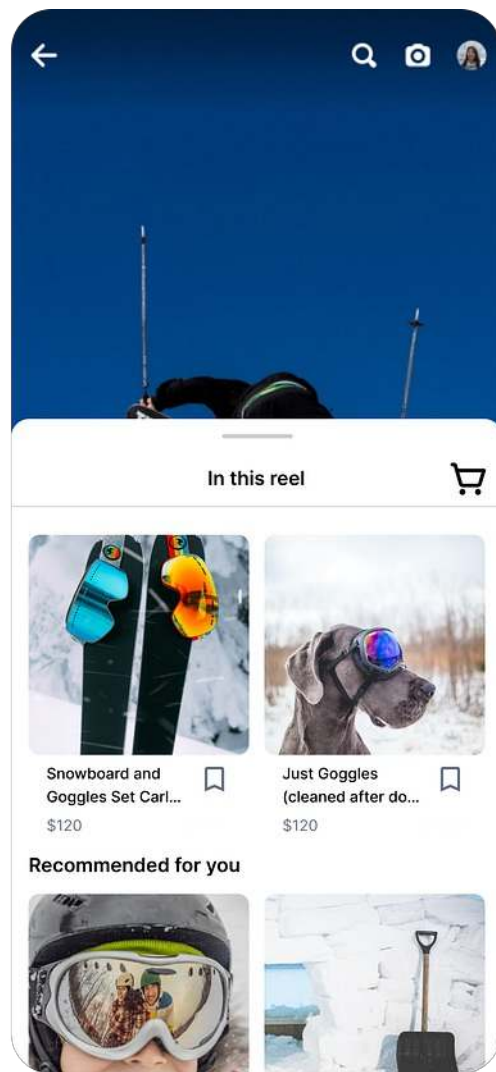 In this reel
Snowboard and
Goggles Set Carl...
$120
Just Goggles
(cleaned after do...
$120
Recommended for you